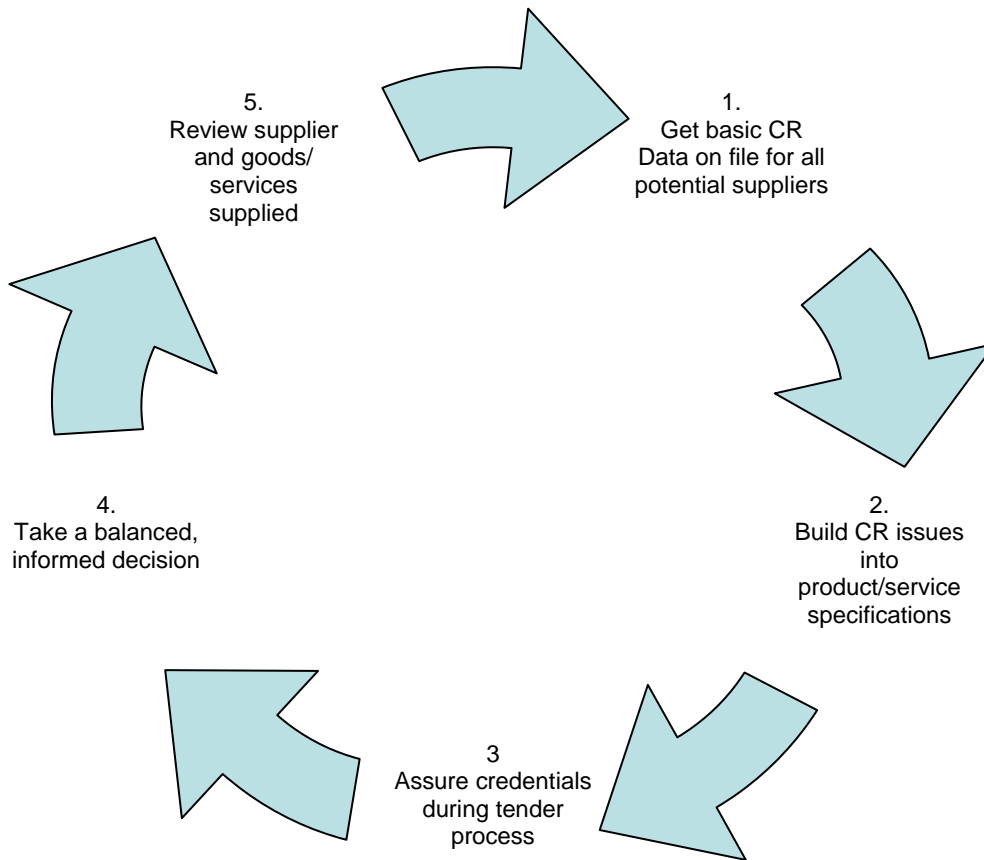 1.
Get basic CR
Data on file for all
potential suppliers
2.
Build CR issues
into
product/service
specifications
3
Assure credentials
during tender
process
4.
Take a balanced,
informed decision
5.
Review supplier
and goods/
services
supplied